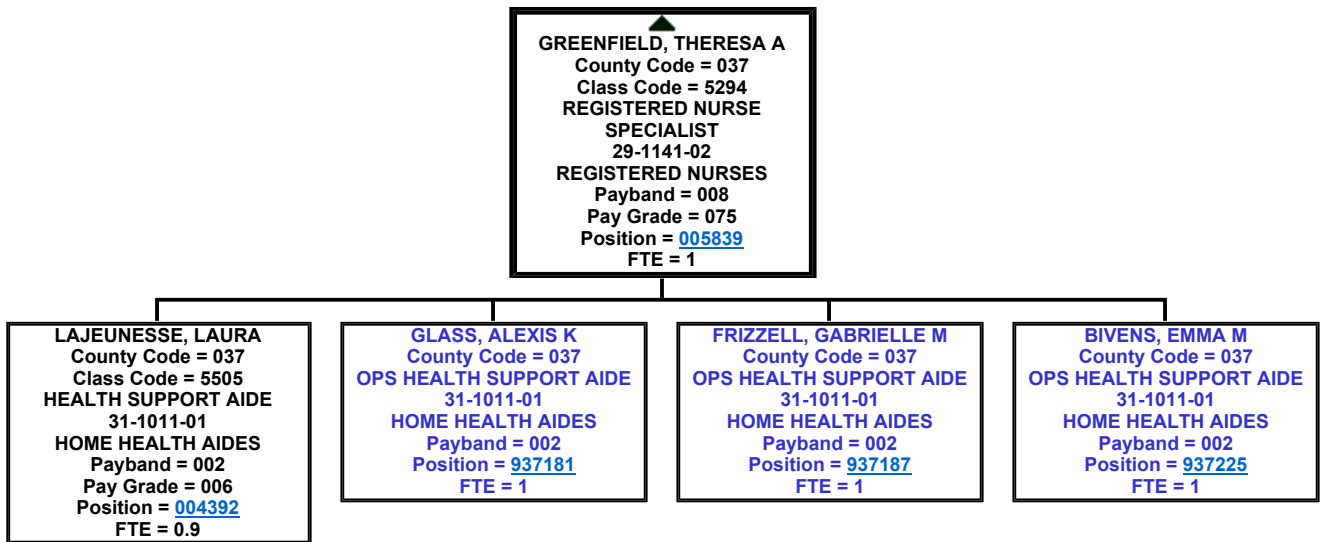 GREENFIELD, THERESA A
County Code = 037
Class Code = 5294
REGISTERED NURSE
SPECIALIST
29-1141-02
REGISTERED NURSES
Payband = 008
Pay Grade = 075
Position = 005839
FTE = 1
LAJEUNESSE, LAURA
County Code = 037
Class Code = 5505
HEALTH SUPPORT AIDE
31-1011-01
HOME HEALTH AIDES
Payband = 002
Pay Grade = 006
Position = 004392
FTE = 0.9
GLASS, ALEXIS K
County Code = 037
OPS HEALTH SUPPORT AIDE
31-1011-01
HOME HEALTH AIDES
Payband = 002
Position = 937181
FTE = 1
FRIZZELL, GABRIELLE M
County Code = 037
OPS HEALTH SUPPORT AIDE
31-1011-01
HOME HEALTH AIDES
Payband = 002
Position = 937187
FTE = 1
BIVENS, EMMA M
County Code = 037
OPS HEALTH SUPPORT AIDE
31-1011-01
HOME HEALTH AIDES
Payband = 002
Position = 937225
FTE = 1